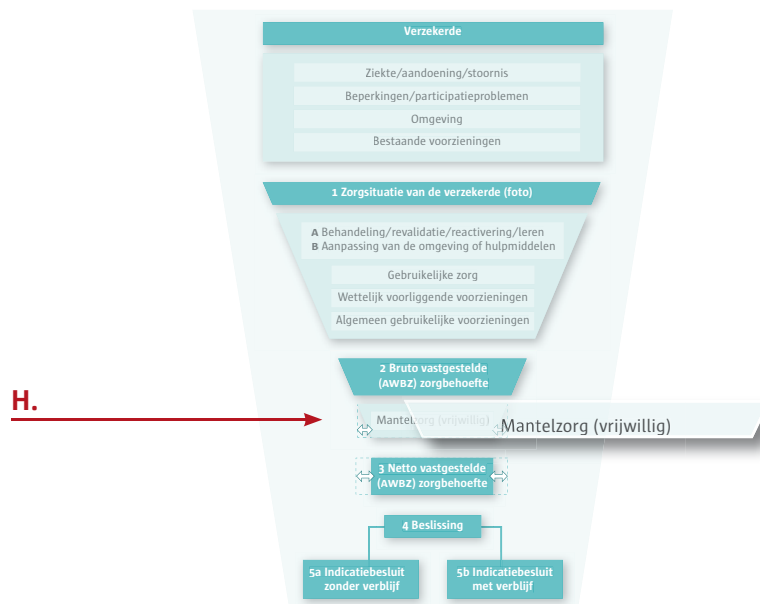 Verzekerde
Ziekte/aandoening/stoornis
Beperkingen/participatieproblemen
Omgeving
Bestaande voorzieningen
1 Zorgsituatie van de verzekerde (foto)
A Behandeling/revalidatie/reactivering/leren
B Aanpassing van de omgeving of hulpmiddelen
Gebruikelijke zorg
Wettelijk voorliggende voorzieningen
Algemeen gebruikelijke voorzieningen
2 Bruto vastgestelde
(AWBZ) zorgbehoefte
H.
Mantelzorg (vrijwillig)
Mantelzorg (vrijwillig)
3 Netto vastgestelde
(AWBZ) zorgbehoefte
4 Beslissing
5a Indicatiebesluit
zonder verblijf
5b Indicatiebesluit
met verblijf